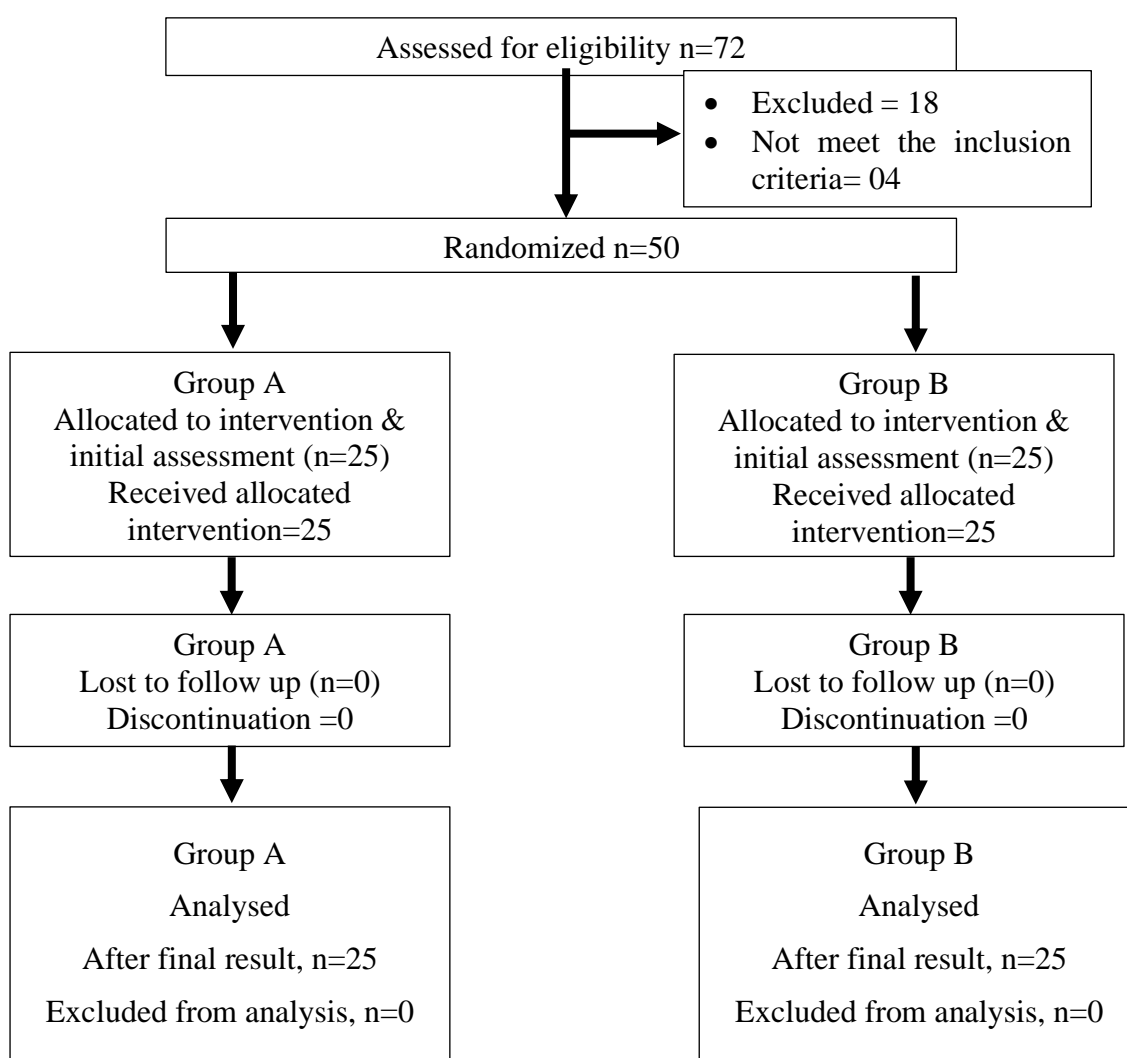 Assessed for eligibility n=72
• Excluded = 18
• Not meet the inclusion
criteria= 04
Randomized n=50
Group A
Allocated to intervention &
initial assessment (n=25)
Received allocated
intervention=25
Group B
Allocated to intervention &
initial assessment (n=25)
Received allocated
intervention=25
Group A
Lost to follow up (n=0)
Discontinuation =0
Group B
Lost to follow up (n=0)
Discontinuation =0
Group A
Analysed
After final result, n=25
Excluded from analysis, n=0
Group B
Analysed
After final result, n=25
Excluded from analysis, n=0